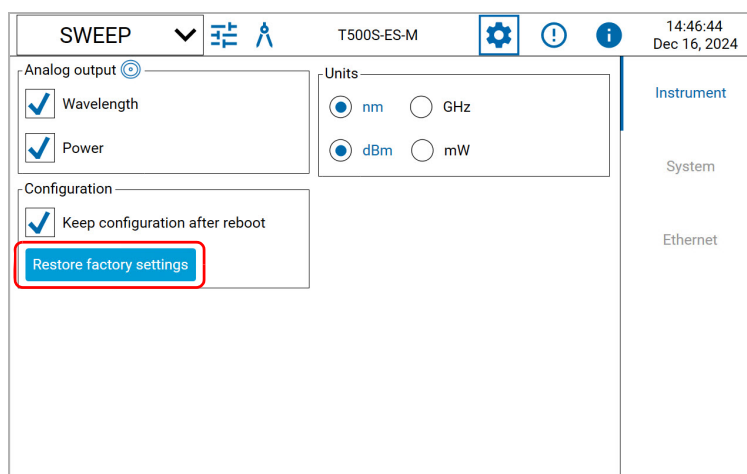 SWEEP
T500S-ES-M
14:46:44
Dec 16, 2024
Analog output
Wavelength
Power
Units
nm GHz
dBm mW
Configuration
Keep configuration after reboot
Restore factory settings
Instrument
System
Ethernet